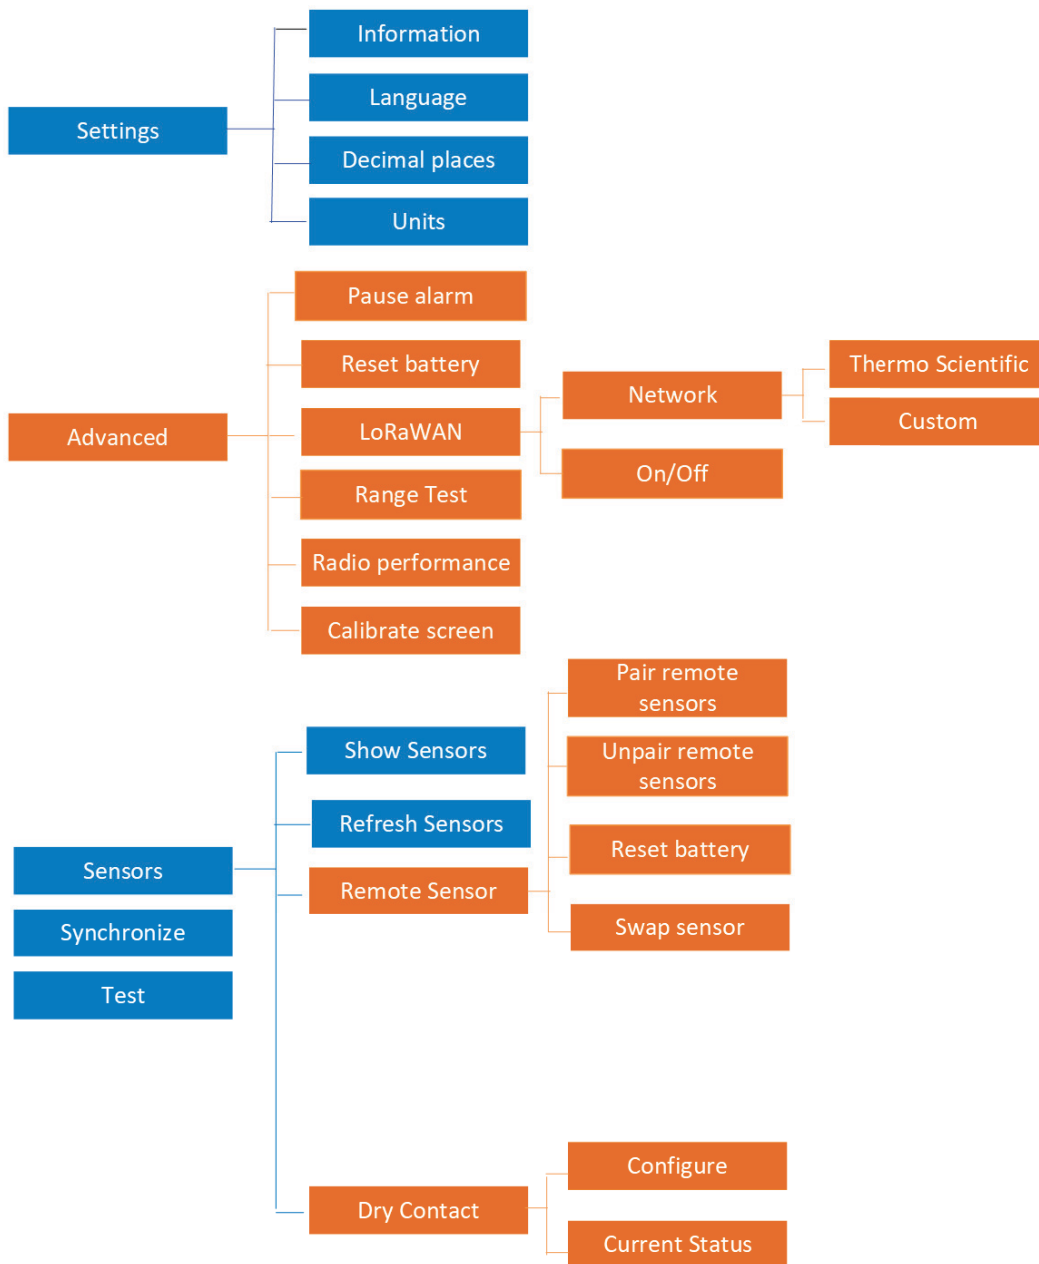 Settings
Information
Language
Decimal places
Units
Advanced
Pause alarm
Reset battery
LoRaWAN
Network
Thermo Scientific
Custom
On/Off
Range Test
Radio performance
Calibrate screen
Sensors
Synchronize
Test
Show Sensors
Refresh Sensors
Remote Sensor
Pair remote
sensors
Unpair remote
sensors
Reset battery
Swap sensor
Dry Contact
Configure
Current Status